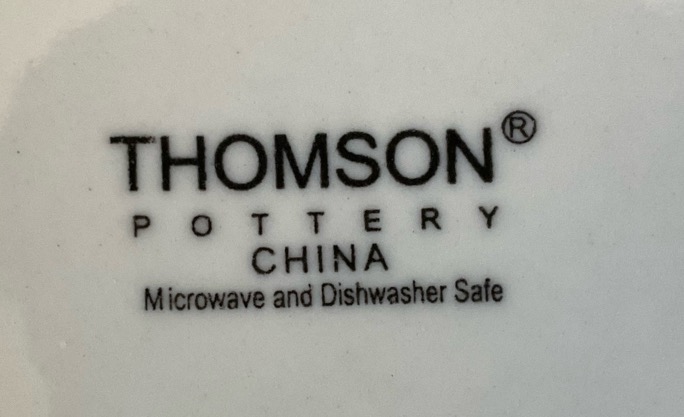 THOMSON®
POTTERY
CHINA
Microwave and Dishwasher Safe